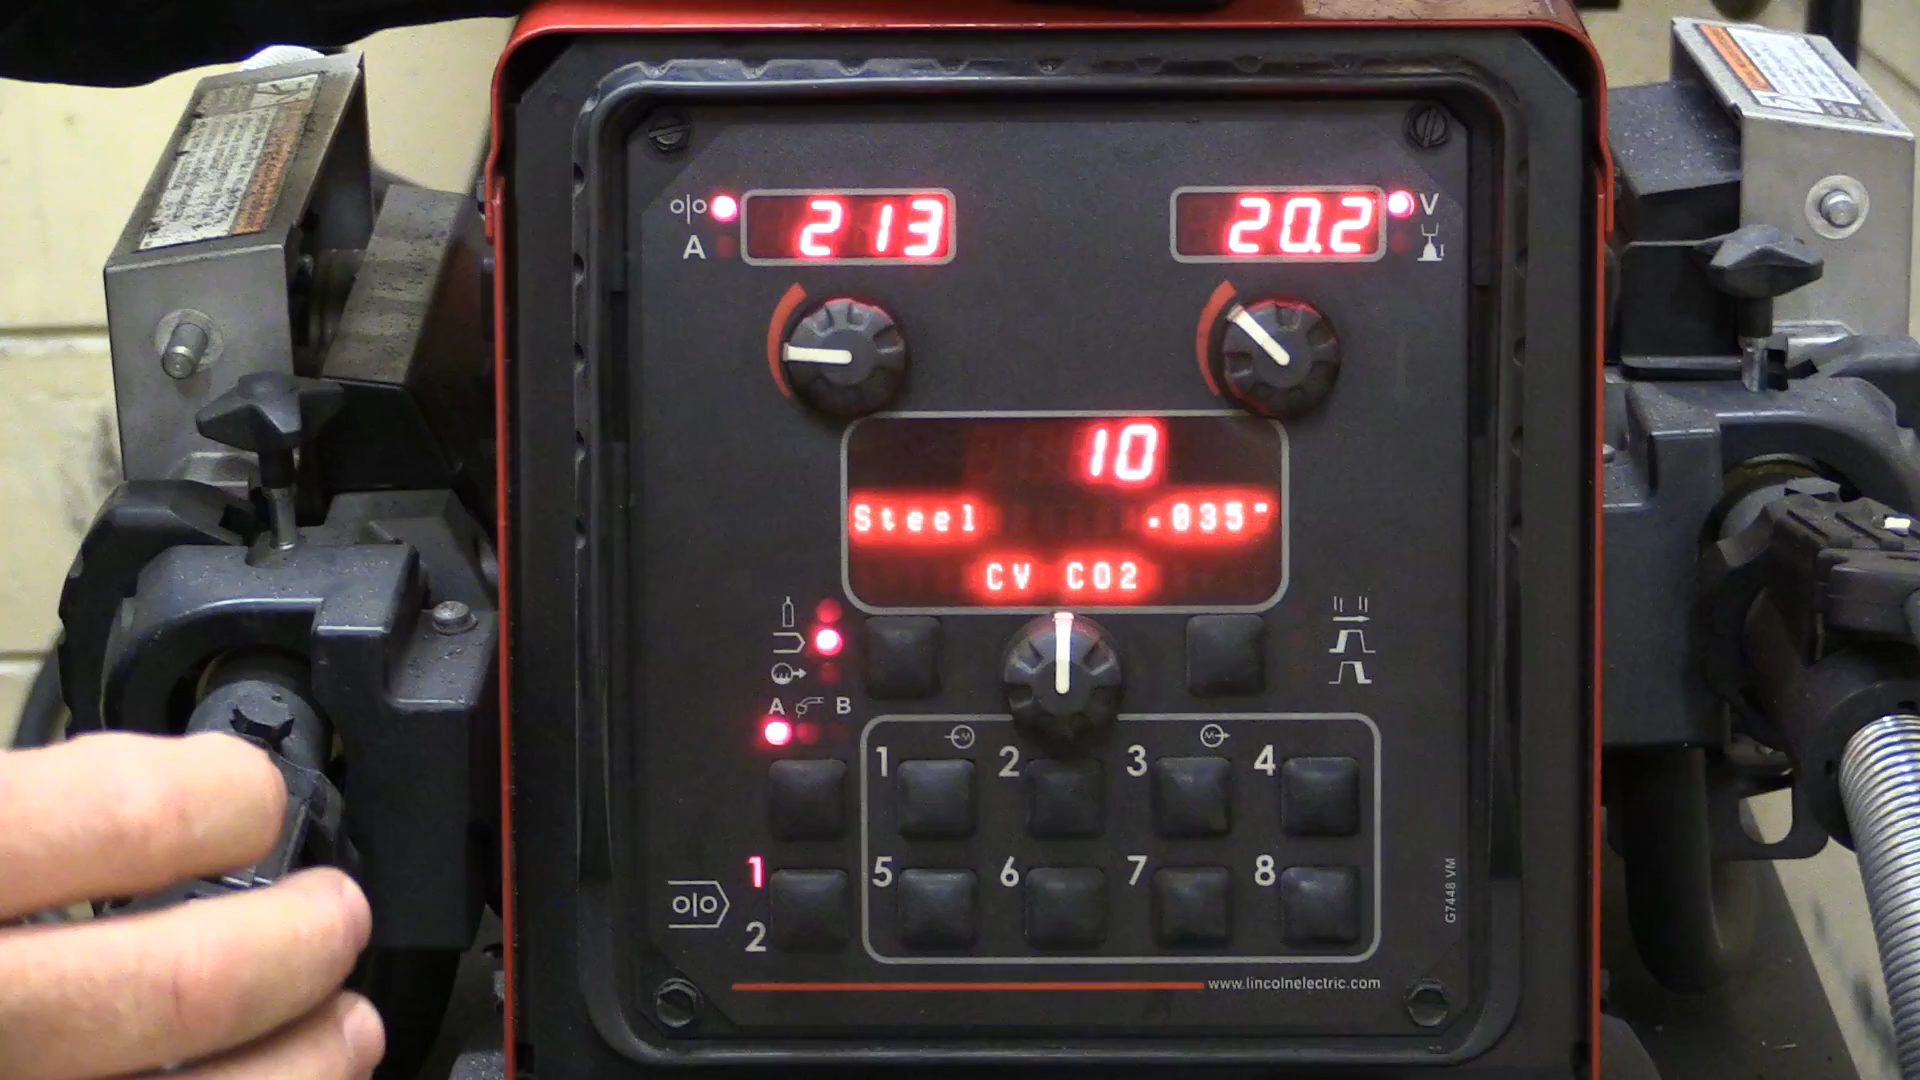 213
20.2
V
A
10
Steel .035"
CV CO2
A B
1 2 3 4
1
5 6 7 8
2
G7448 VM
www.lincolnelectric.com